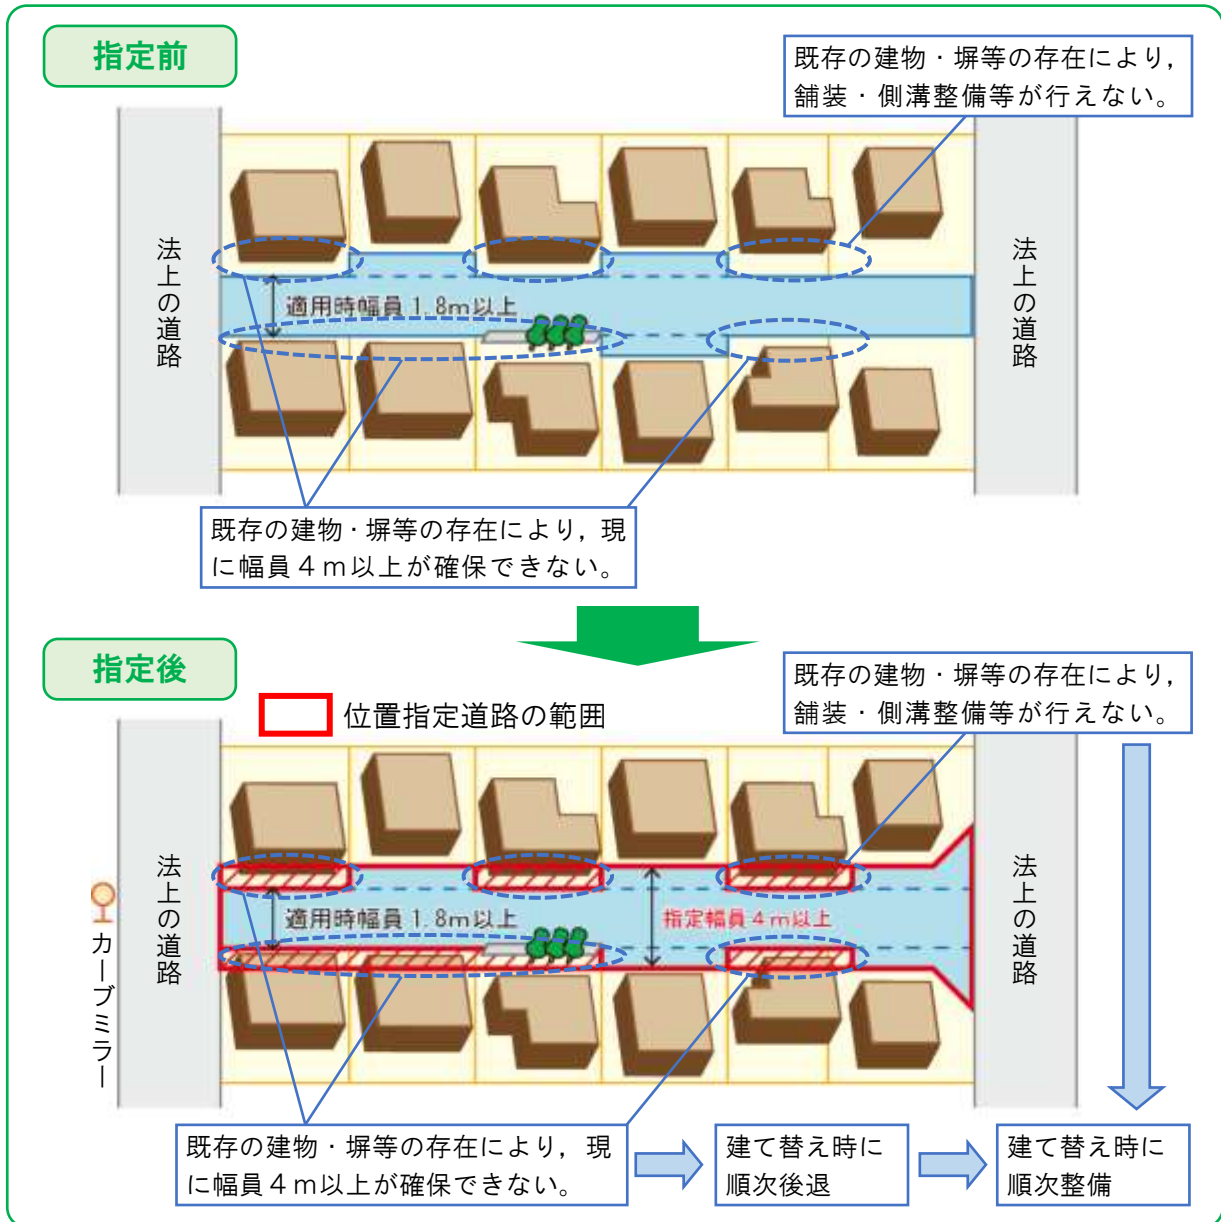 指定前
既存の建物・塀等の存在により，
舗装・側溝整備等が行えない。
法上の道路
適用時幅員1.8m以上
法上の道路
既存の建物・塀等の存在により，現
に幅員４ｍ以上が確保できない。
指定後
位置指定道路の範囲
既存の建物・塀等の存在により，
舗装・側溝整備等が行えない。
カーブミラー
法上の道路
適用時幅員1.8m以上
指定幅員４ｍ以上
法上の道路
既存の建物・塀等の存在により，現
に幅員４ｍ以上が確保できない。
建て替え時に
順次後退
建て替え時に
順次整備